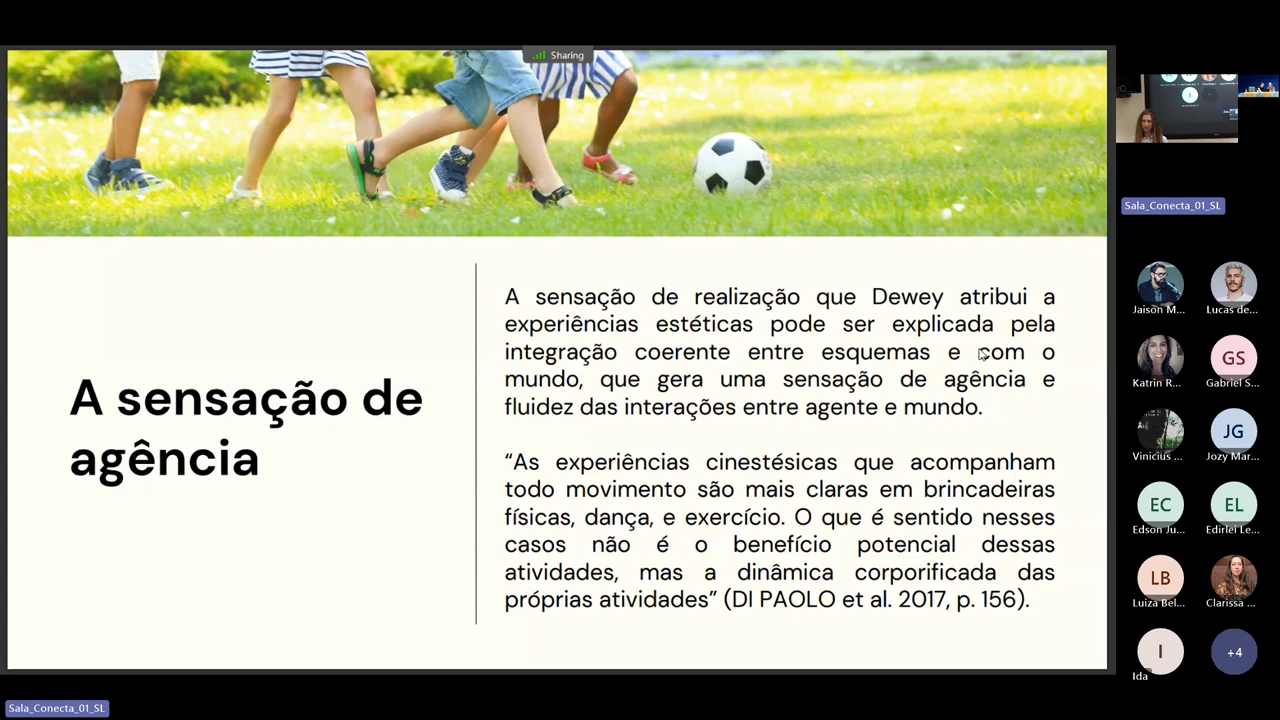 Sharing
A sensação de
agência
A sensação de realização que Dewey atribui a
experiências estéticas pode ser explicada pela
integração coerente entre esquemas e com o
mundo, que gera uma sensação de agência e
fluidez das interações entre agente e mundo.
“As experiências cinestésicas que acompanham
todo movimento são mais claras em brincadeiras
físicas, dança, e exercício. O que é sentido nesses
casos não é o benefício potencial dessas
atividades, mas a dinâmica corporificada das
próprias atividades” (DI PAOLO et al. 2017, p. 156).
Sala_Conecta_01_SL
Jaison M...
Lucas de...
Katrin R...
GS
Gabriel S...
Vinicius ...
JG
Jozy Mar...
EC
Edson Ju...
EL
Edirlei Le...
LB
Luiza Bel...
Clarissa ...
I
Ida
+4
Sala_Conecta_01_SL